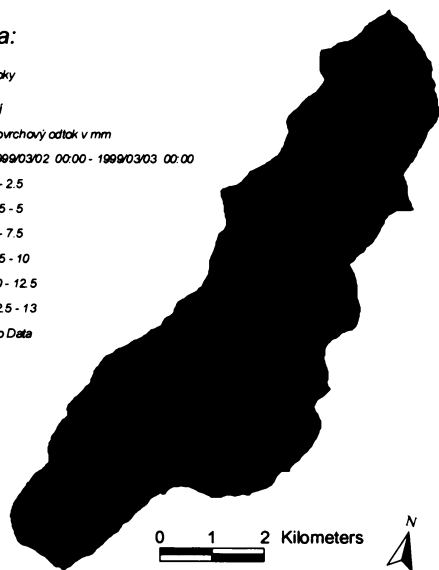 a:
ky
í
ovrchový odtok v mm
999/03/02 00:00 - 1999/03/03 00:00
- 2.5
5 - 5
- 7.5
5 - 10
0 - 12.5
2.5 - 13
o Data
0 1 2 Kilometers
N